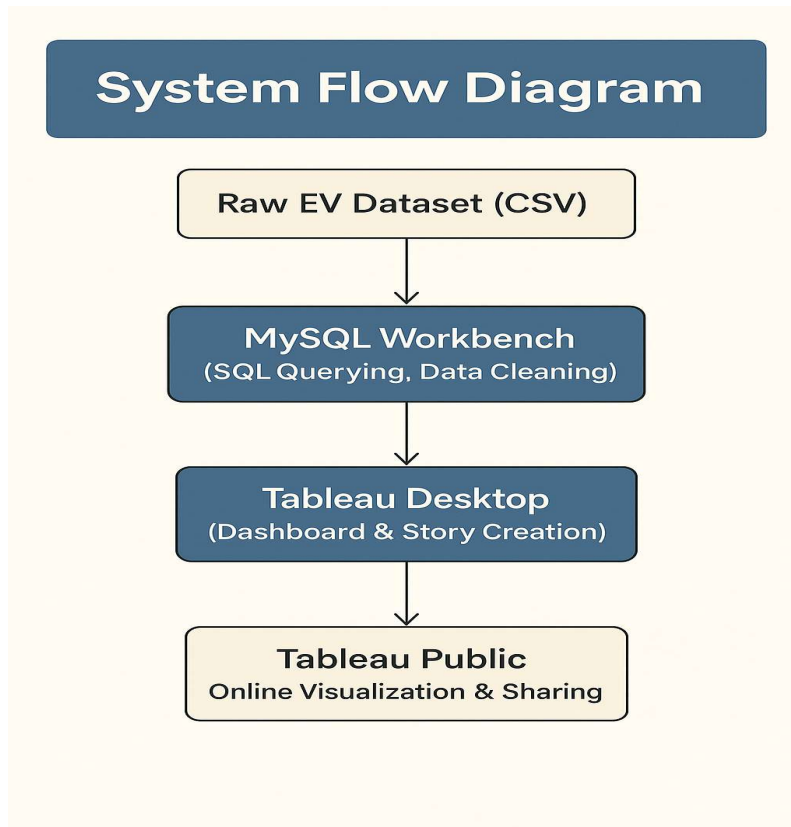 System Flow Diagram
Raw EV Dataset (CSV)
MySQL Workbench
(SQL Querying, Data Cleaning)
Tableau Desktop
(Dashboard & Story Creation)
Tableau Public
Online Visualization & Sharing